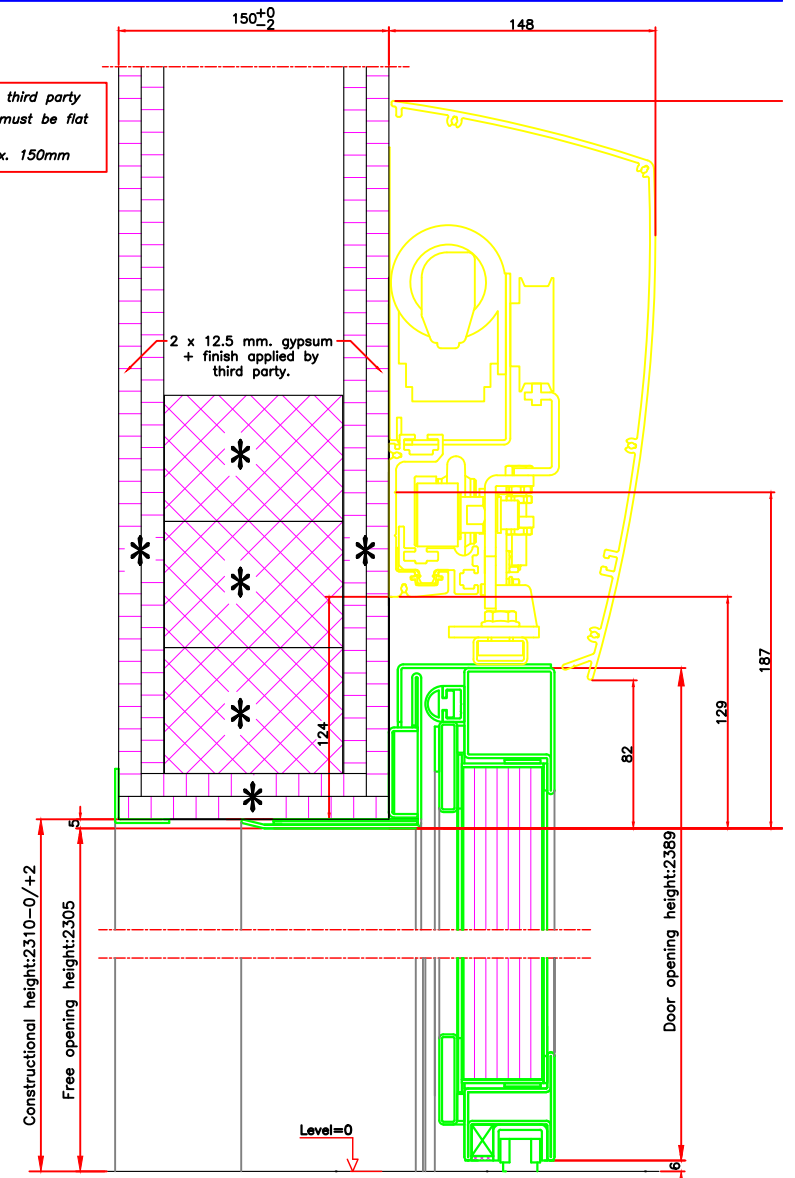 150+0
-2
148
third party
must be flat
x. 150mm
2 x 12.5 mm. gypsum
+ finish applied by
third party.
*
*
*
*
*
*
187
129
124
82
5
Constructional height:2310-0/+2
Free opening height:2305
Door opening height:2389
Level=0
6